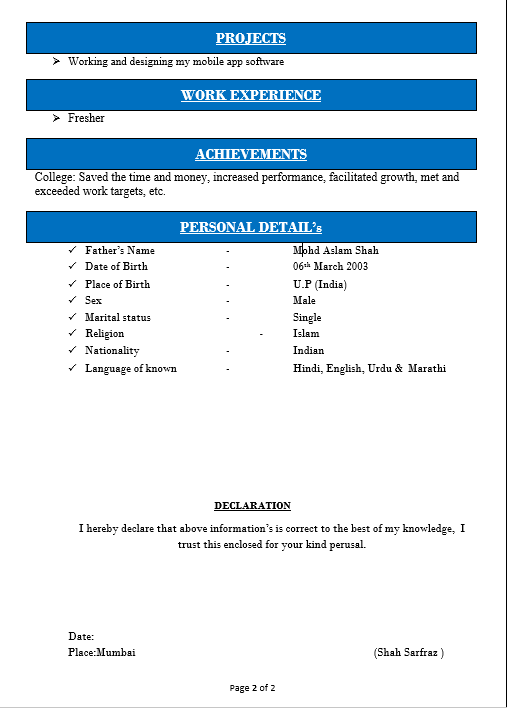 PROJECTS
➢ Working and designing my mobile app software
WORK EXPERIENCE
➢ Fresher
ACHIEVEMENTS
College: Saved the time and money, increased performance, facilitated growth, met and
exceeded work targets, etc.
PERSONAL DETAIL's
✓ Father's Name - Mohd Aslam Shah
✓ Date of Birth - 06th March 2003
✓ Place of Birth - U.P (India)
✓ Sex - Male
✓ Marital status - Single
✓ Religion - Islam
✓ Nationality - Indian
✓ Language of known - Hindi, English, Urdu & Marathi
DECLARATION
I hereby declare that above information's is correct to the best of my knowledge, I
trust this enclosed for your kind perusal.
Date:
Place:Mumbai (Shah Sarfraz )
Page 2 of 2